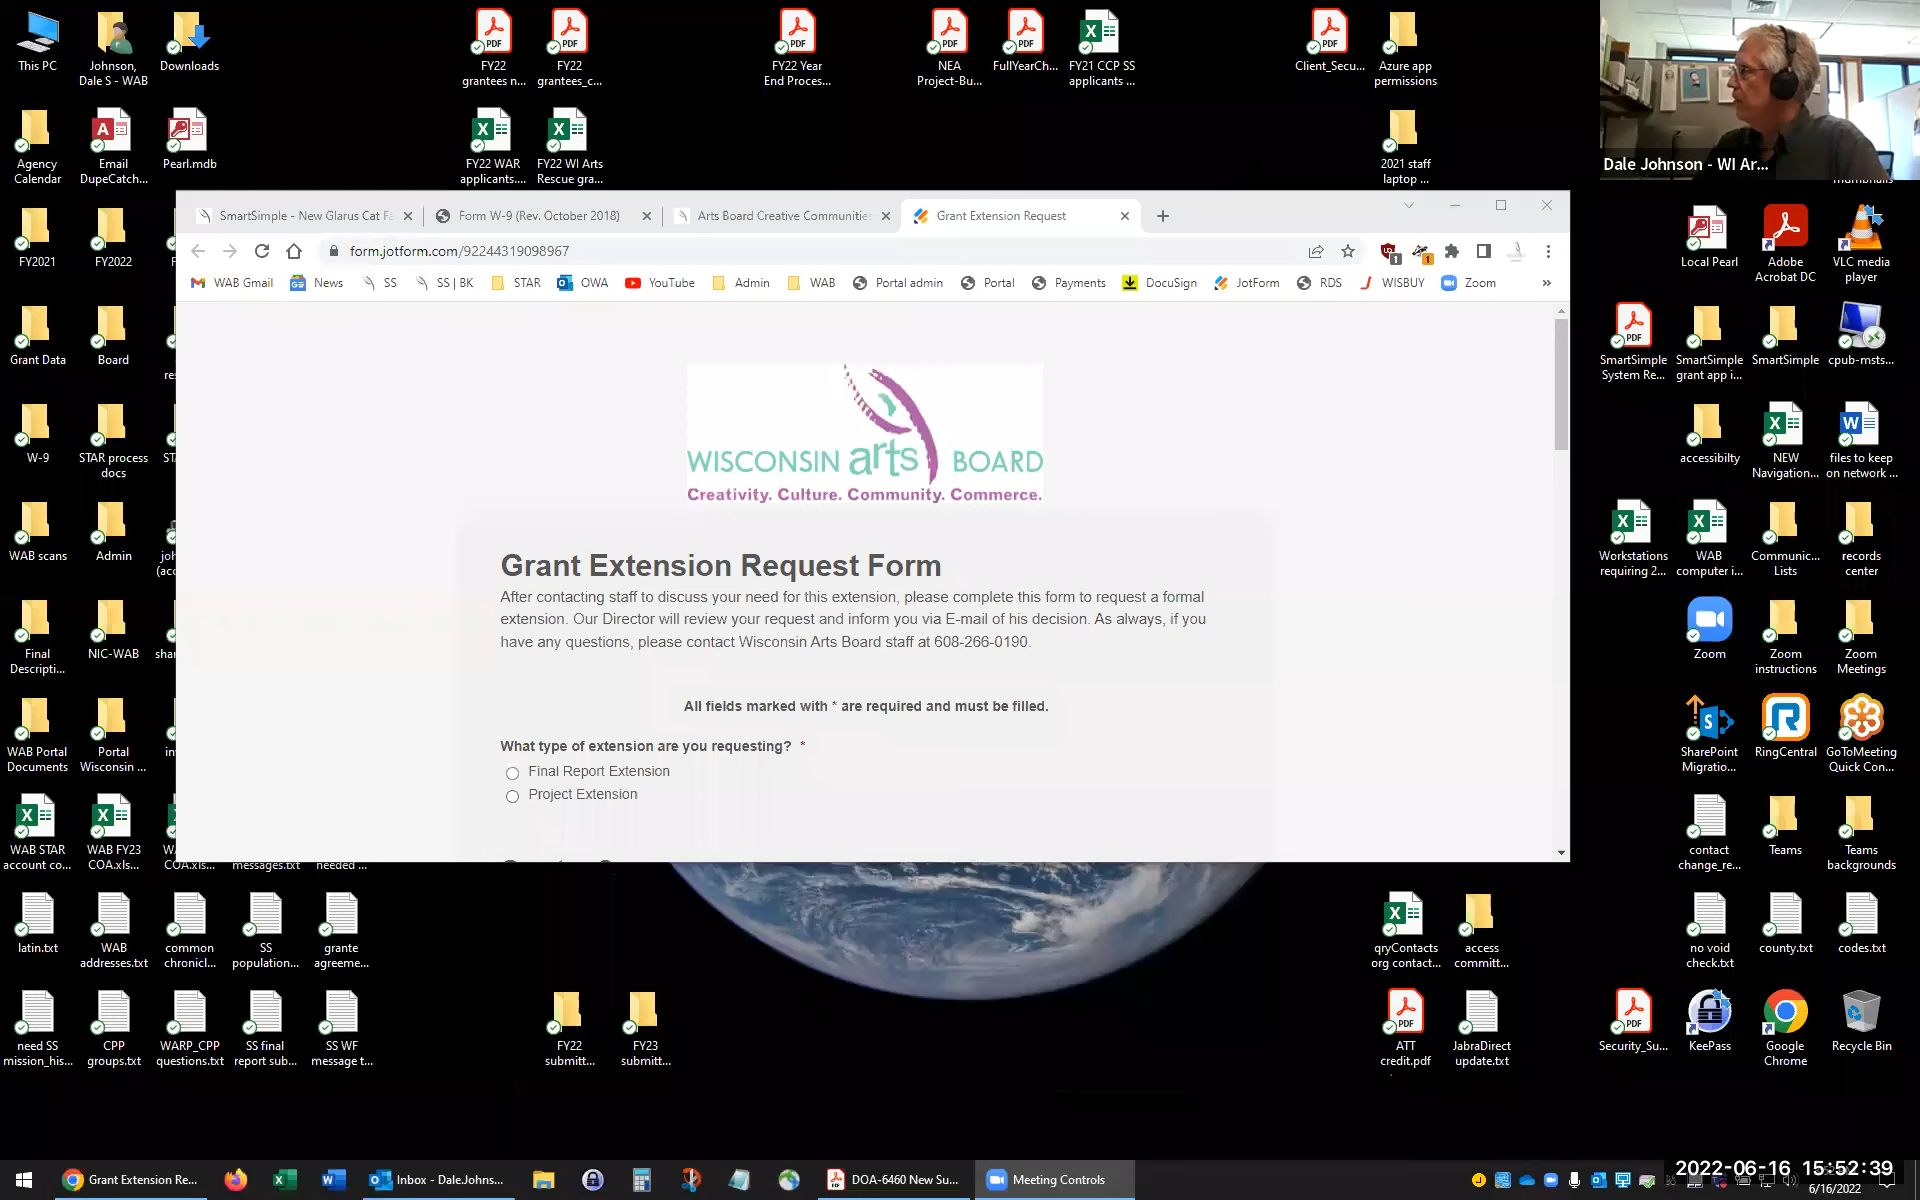 This PC
Johnson, Dale S - WAB
Downloads
FY22 grantees n...
FY22 grantees_c...
FY22 Year End Proces...
NEA Project-Bu...
FullYearCh...
FY21 CCP SS applicants ...
Client_Secu...
Azure app permissions
Dale Johnson - WI Ar...
Agency Calendar
Email DupeCatch...
Pearl.mdb
FY22 WAR applicants....
FY22 WI Arts Rescue gra...
2021 staff laptop ...
SmartSimple - New Glarus Cat Fa
Form W-9 (Rev. October 2018)
Arts Board Creative Communities
Grant Extension Request
form.jotform.com/92244319098967
WAB Gmail
News
SS
SS | BK
STAR
OWA
YouTube
Admin
WAB
Portal admin
Portal
Payments
DocuSign
JotForm
RDS
WISBUY
Zoom
»
WISCONSIN arts BOARD
Creativity. Culture. Community. Commerce.
Grant Extension Request Form
After contacting staff to discuss your need for this extension, please complete this form to request a formal
extension. Our Director will review your request and inform you via E-mail of his decision. As always, if you
have any questions, please contact Wisconsin Arts Board staff at 608-266-0190.
All fields marked with * are required and must be filled.
What type of extension are you requesting? *
Final Report Extension
Project Extension
FY2021
FY2022
Grant Data
Board
W-9
STAR process docs
WAB scans
Admin
Final Descripti...
NIC-WAB
WAB Portal Documents
Portal Wisconsin ...
WAB STAR account co...
WAB FY23 COA.xls...
COA.xls...
messages.txt
needed ...
latin.txt
WAB addresses.txt
common chronicl...
SS population...
grante agreeme...
need SS mission_his...
CPP groups.txt
WARP_CPP questions.txt
SS final report sub...
SS WF message t...
FY22 submitt...
FY23 submitt...
Local Pearl
Adobe Acrobat DC
VLC media player
SmartSimple System Re...
SmartSimple grant app i...
SmartSimple
cpub-msts...
accessibilty
NEW Navigation...
files to keep on network ...
Workstations requiring 2...
WAB computer i...
Communic... Lists
records center
Zoom
Zoom instructions
Zoom Meetings
SharePoint Migratio...
RingCentral
GoToMeeting Quick Con...
contact change_re...
Teams
Teams backgrounds
qryContacts org contact...
access committ...
no void check.txt
county.txt
codes.txt
ATT credit.pdf
JabraDirect update.txt
Security_Su...
KeePass
Google Chrome
Recycle Bin
Grant Extension Re...
Inbox - Dale.Johns...
DOA-6460 New Su...
Meeting Controls
2022-06-16 15:52:39
6/16/2022